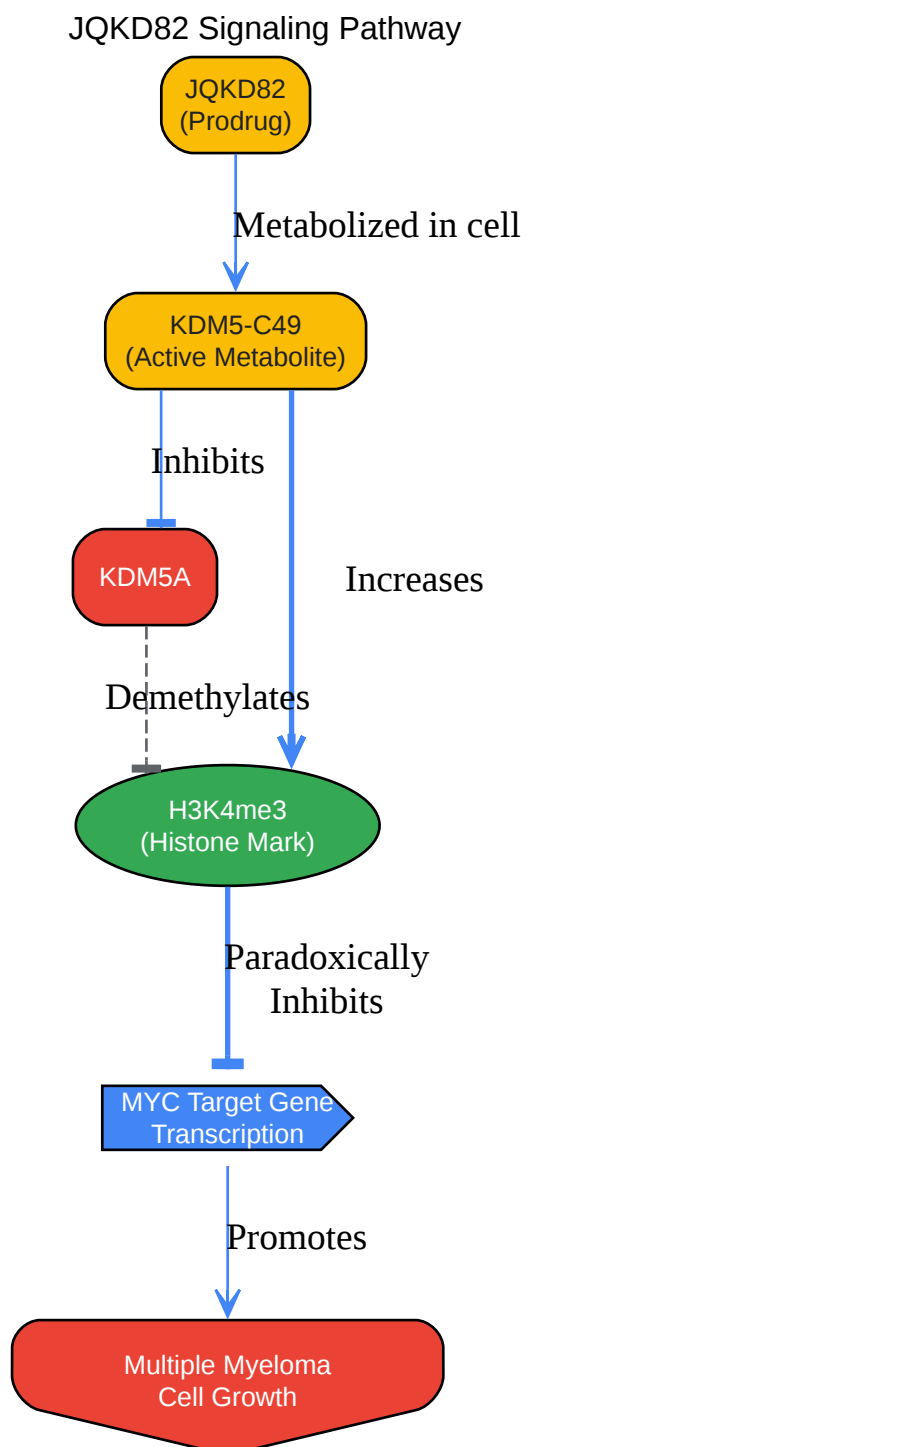 JQKD82 Signaling Pathway
JQKD82
(Prodrug)
Metabolized in cell
KDM5-C49
(Active Metabolite)
Inhibits
KDM5A
Increases
Demethylates
H3K4me3
(Histone Mark)
Paradoxically
Inhibits
MYC Target Gene
Transcription
Promotes
Multiple Myeloma
Cell Growth